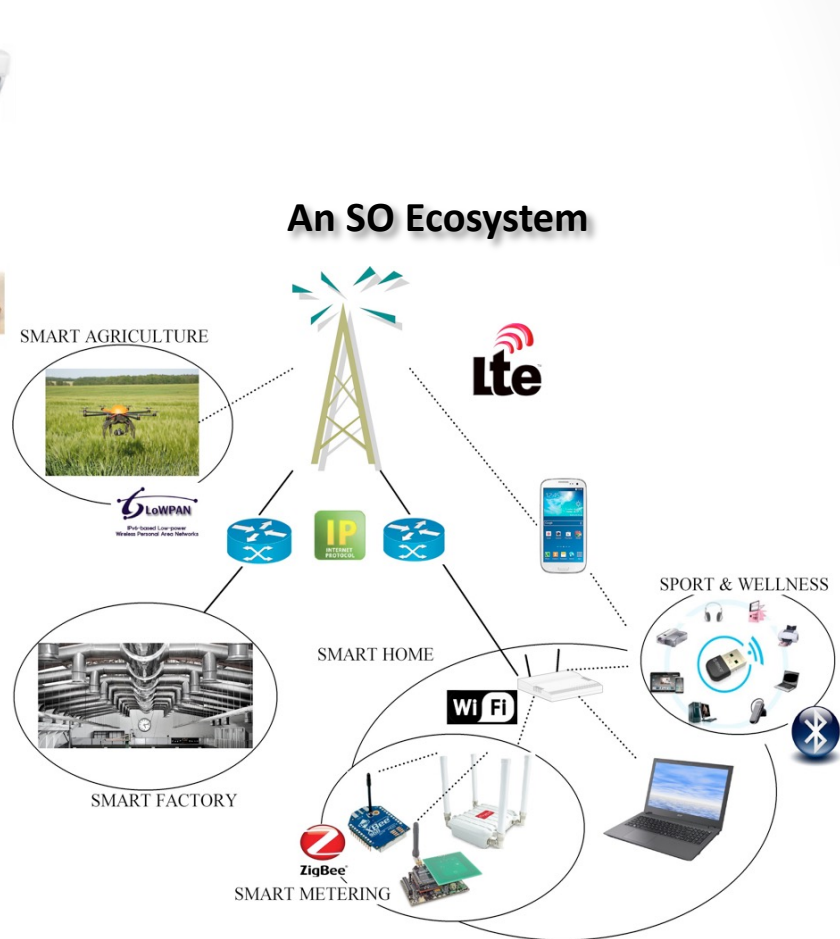 An SO Ecosystem
SMART AGRICULTURE
Lte
6LoWPAN
IPv6-based Low-power
Wireless Personal Area Networks
IP
INTERNET
PROTOCOL
SPORT & WELLNESS
SMART HOME
Wi Fi
SMART FACTORY
XBee
ZigBee
SMART METERING